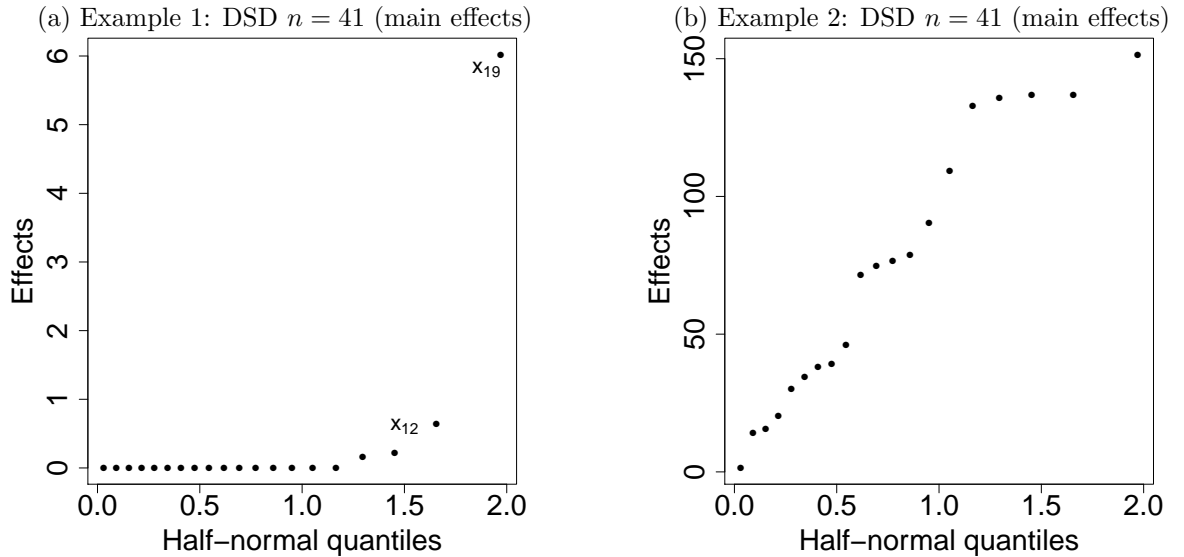 (a) Example 1: DSD n = 41 (main effects)
6
5
4
3
2
1
0
Effects
x₁₉
x₁₂
0.0 0.5 1.0 1.5 2.0
Half−normal quantiles
(b) Example 2: DSD n = 41 (main effects)
150
100
50
0
Effects
0.0 0.5 1.0 1.5 2.0
Half−normal quantiles